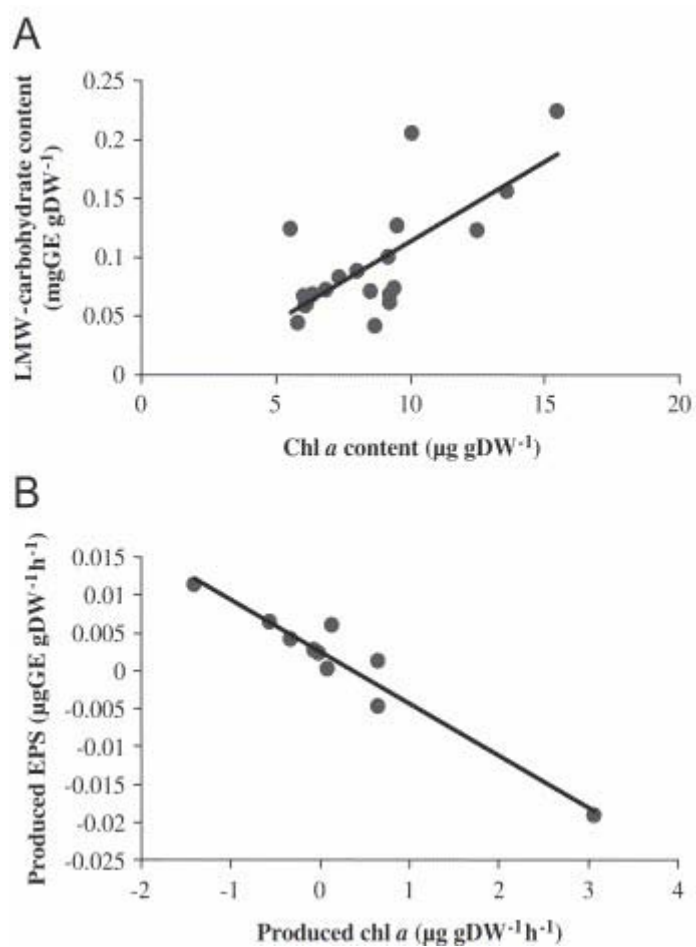 A
LMW-carbohydrate content
(mgGE gDW-1)
0.25
0.2
0.15
0.1
0.05
0
0 5 10 15 20
Chl a content (µg gDW-1)
B
Produced EPS (µgGE gDW-1h-1)
0.015
0.01
0.005
0
-0.005
-0.01
-0.015
-0.02
-0.025
-2 -1 0 1 2 3 4
Produced chl a (µg gDW-1h-1)